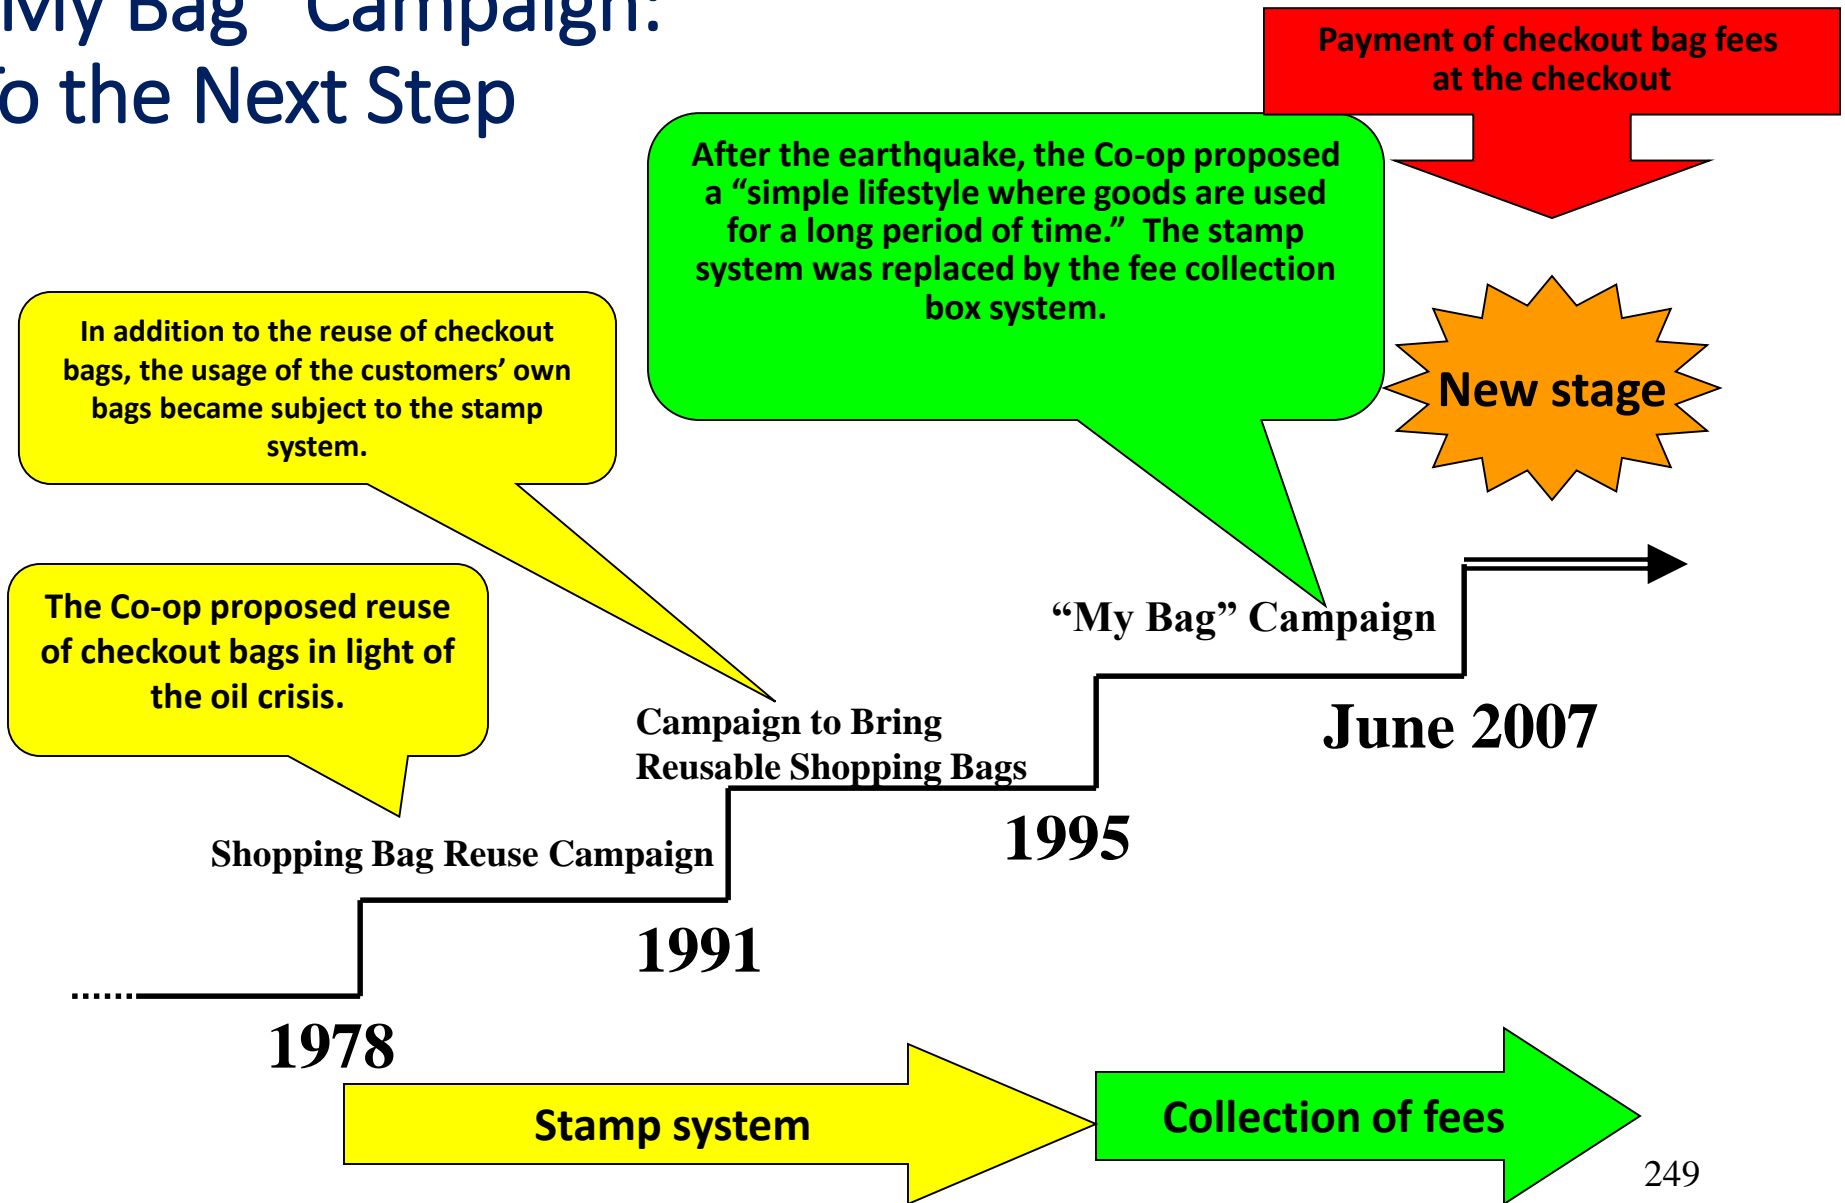 My Bag” Campaign:
To the Next Step
Payment of checkout bag fees
at the checkout
After the earthquake, the Co-op proposed
a “simple lifestyle where goods are used
for a long period of time.” The stamp
system was replaced by the fee collection
box system.
In addition to the reuse of checkout
bags, the usage of the customers’ own
bags became subject to the stamp
system.
New stage
The Co-op proposed reuse
of checkout bags in light of
the oil crisis.
“My Bag” Campaign
Campaign to Bring
Reusable Shopping Bags
June 2007
Shopping Bag Reuse Campaign
1995
1991
1978
Stamp system
Collection of fees
249